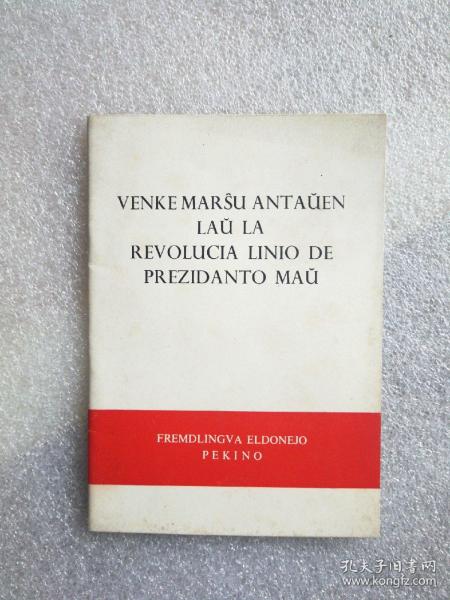 VENKE MARŜU ANTAŬEN
LAŬ LA
REVOLUCIA LINIO DE
PREZIDANTO MAŬ
FREMDLINGVA ELDONEJO
PEKINO
孔夫子旧书网
www.kongfz.com